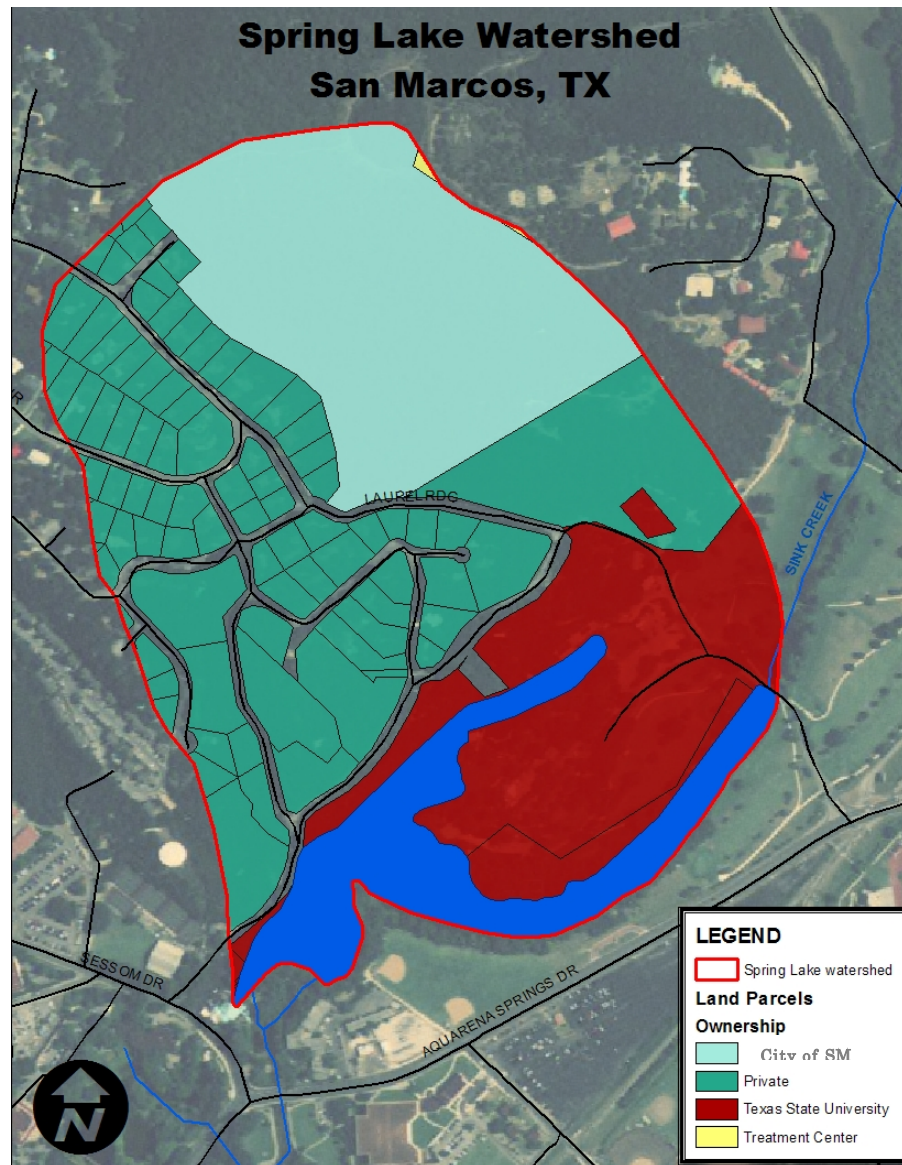 Spring Lake Watershed
San Marcos, TX
R
LAUREL RDG
SINK CREEK
SESSOM DR
AQUARENA SPRINGS DR
LEGEND
Spring Lake watershed
Land Parcels
Ownership
City of SM
Private
Texas State University
Treatment Center
N